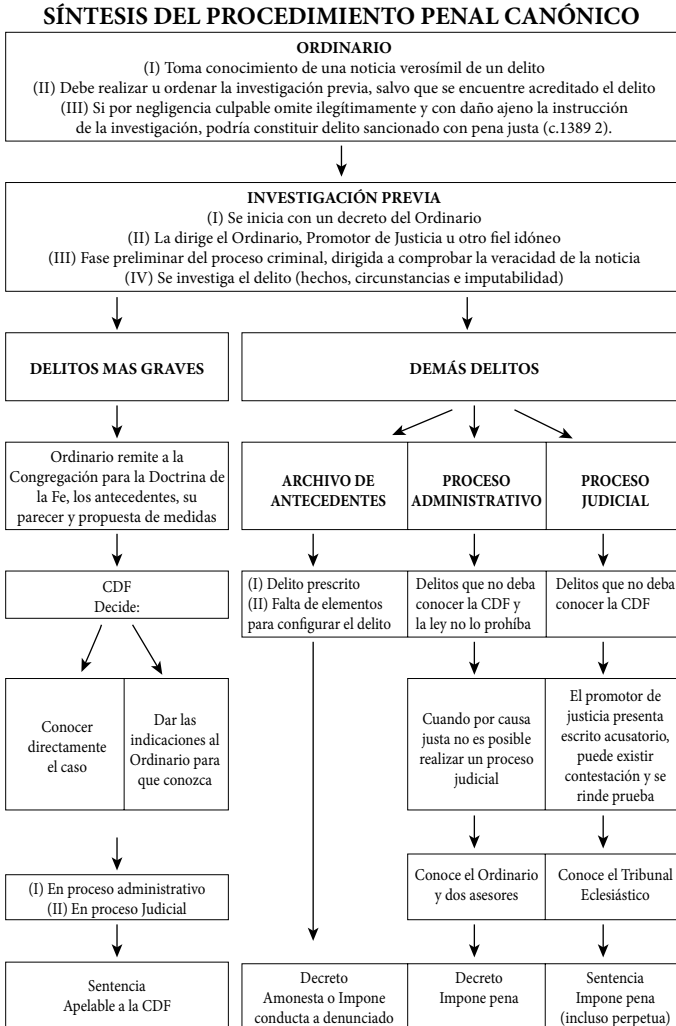 SÍNTESIS DEL PROCEDIMIENTO PENAL CANÓNICO
ORDINARIO
(I) Toma conocimiento de una noticia verosímil de un delito
(II) Debe realizar u ordenar la investigación previa, salvo que se encuentre acreditado el delito
(III) Si por negligencia culpable omite ilegítimamente y con daño ajeno la instrucción
de la investigación, podría constituir delito sancionado con pena justa (c.1389 2).
INVESTIGACIÓN PREVIA
(I) Se inicia con un decreto del Ordinario
(II) La dirige el Ordinario, Promotor de Justicia u otro fiel idóneo
(III) Fase preliminar del proceso criminal, dirigida a comprobar la veracidad de la noticia
(IV) Se investiga el delito (hechos, circunstancias e imputabilidad)
DELITOS MAS GRAVES
DEMÁS DELITOS
Ordinario remite a la
Congregación para la Doctrina de
la Fe, los antecedentes, su
parecer y propuesta de medidas
ARCHIVO DE
ANTECEDENTES
PROCESO
ADMINISTRATIVO
PROCESO
JUDICIAL
CDF
Decide:
(I) Delito prescrito
(II) Falta de elementos
para configurar el delito
Delitos que no deba
conocer la CDF y
la ley no lo prohíba
Delitos que no deba
conocer la CDF
Conocer
directamente
el caso
Dar las
indicaciones al
Ordinario para
que conozca
Cuando por causa
justa no es posible
realizar un proceso
judicial
El promotor de
justicia presenta
escrito acusatorio,
puede existir
contestación y se
rinde prueba
(I) En proceso administrativo
(II) En proceso Judicial
Conoce el Ordinario
y dos asesores
Conoce el Tribunal
Eclesiástico
Sentencia
Apelable a la CDF
Decreto
Amonesta o Impone
conducta a denunciado
Decreto
Impone pena
Sentencia
Impone pena
(incluso perpetua)